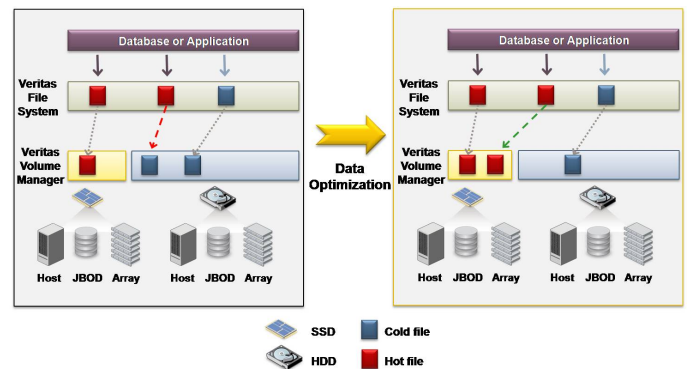 Database or Application
Veritas
File
System
Veritas
Volume
Manager
Host JBOD Array Host JBOD Array
Data
Optimization
Database or Application
Veritas
File
System
Veritas
Volume
Manager
Host JBOD Array Host JBOD Array
SSD Cold file
HDD Hot file